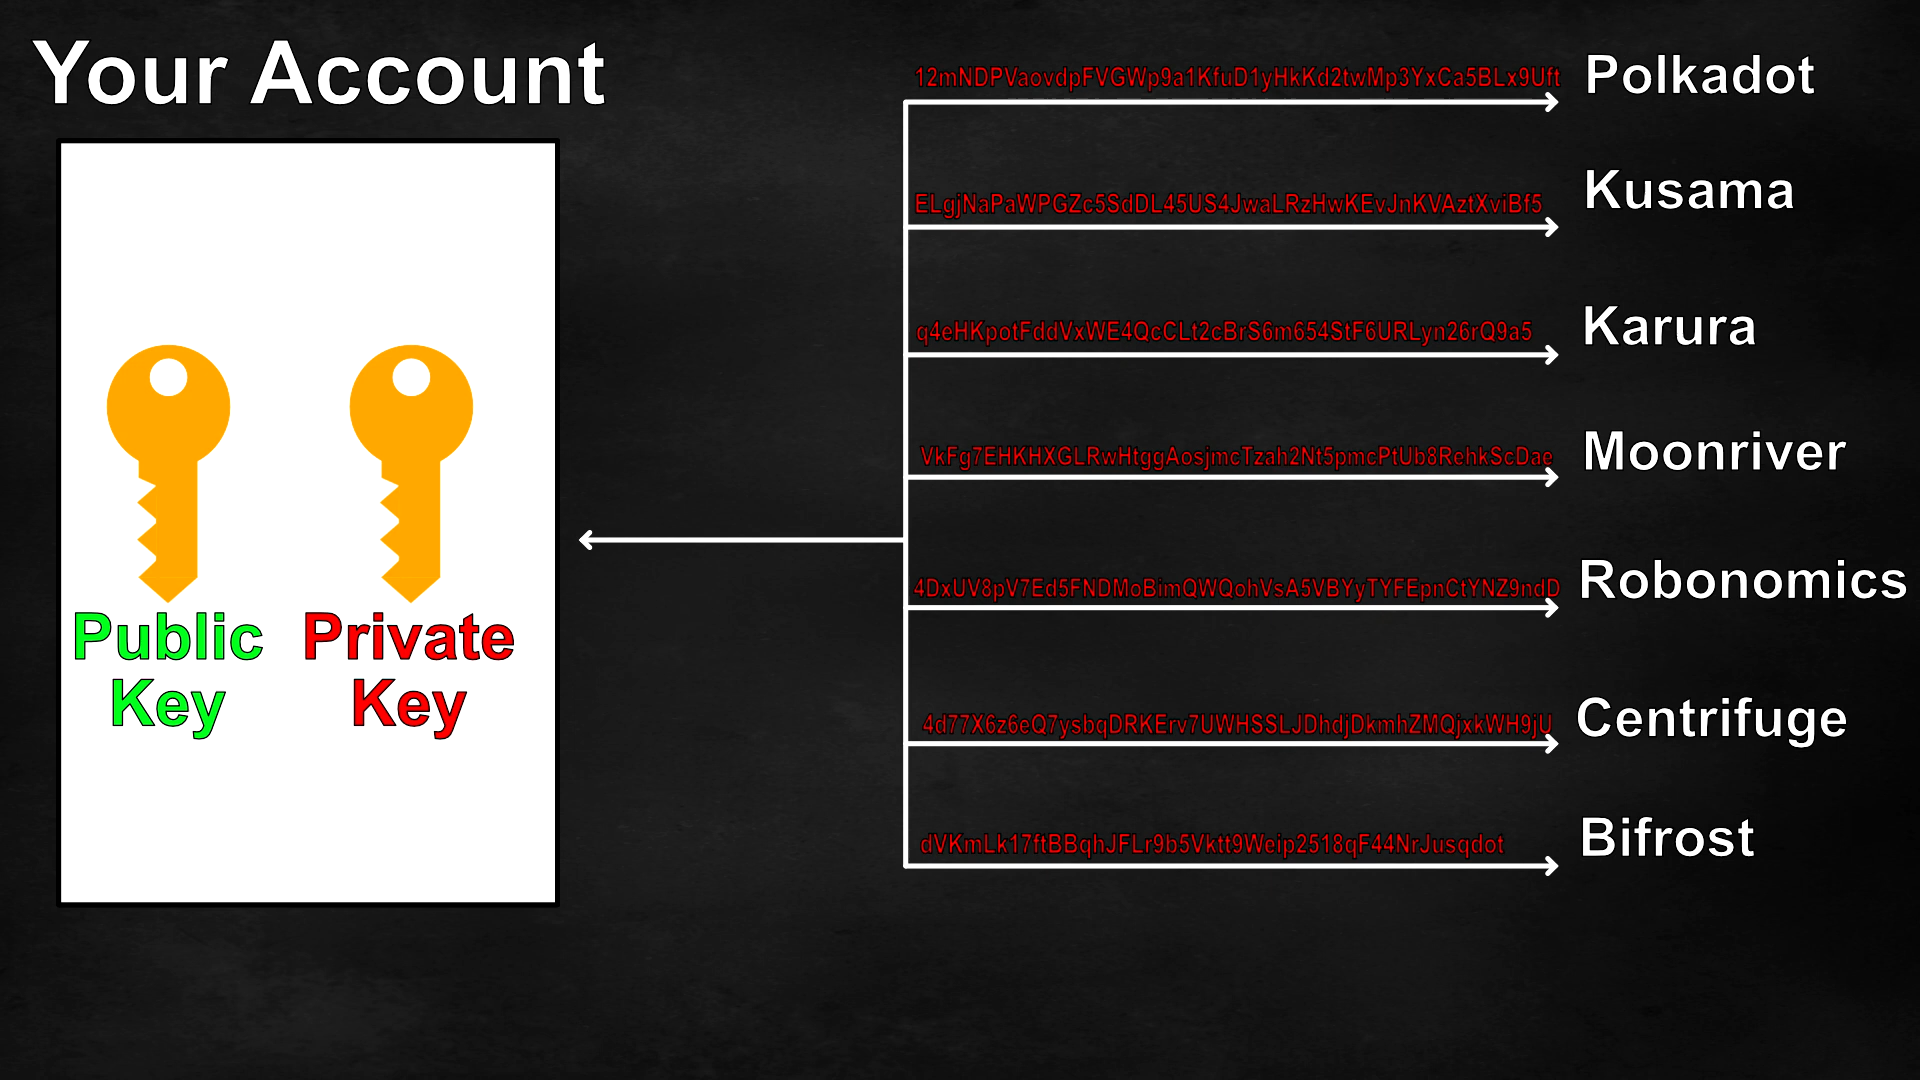 Your Account
Public
Key
Private
Key
12mNDPVaovdpFVGWp9a1KfuD1yHkKd2twMp3YxCa5BLx9Uft
Polkadot
ELgjNaPaWPGZc5SdDL45US4JwaLRzHwKEvJnKVAztXviBf5
Kusama
q4eHKpotFddVxWE4QcCLt2cBrS6m654StF6URLyn26rQ9a5
Karura
VkFg7EHKHXGLRwHtggAosjmcTzah2Nt5pmcPtUb8RehkScDae
Moonriver
4DxUV8pV7Ed5FNDMoBimQWQohVsA5VBYyTYFEpnCtYNZ9ndD
Robonomics
4d77X6z6eQ7ysbqDRKErv7UWHSSLJDhdjDkmhZMQjxkWH9jU
Centrifuge
dVKmLk17ftBBqhJFLr9b5Vktt9Weip2518qF44NrJusqdot
Bifrost